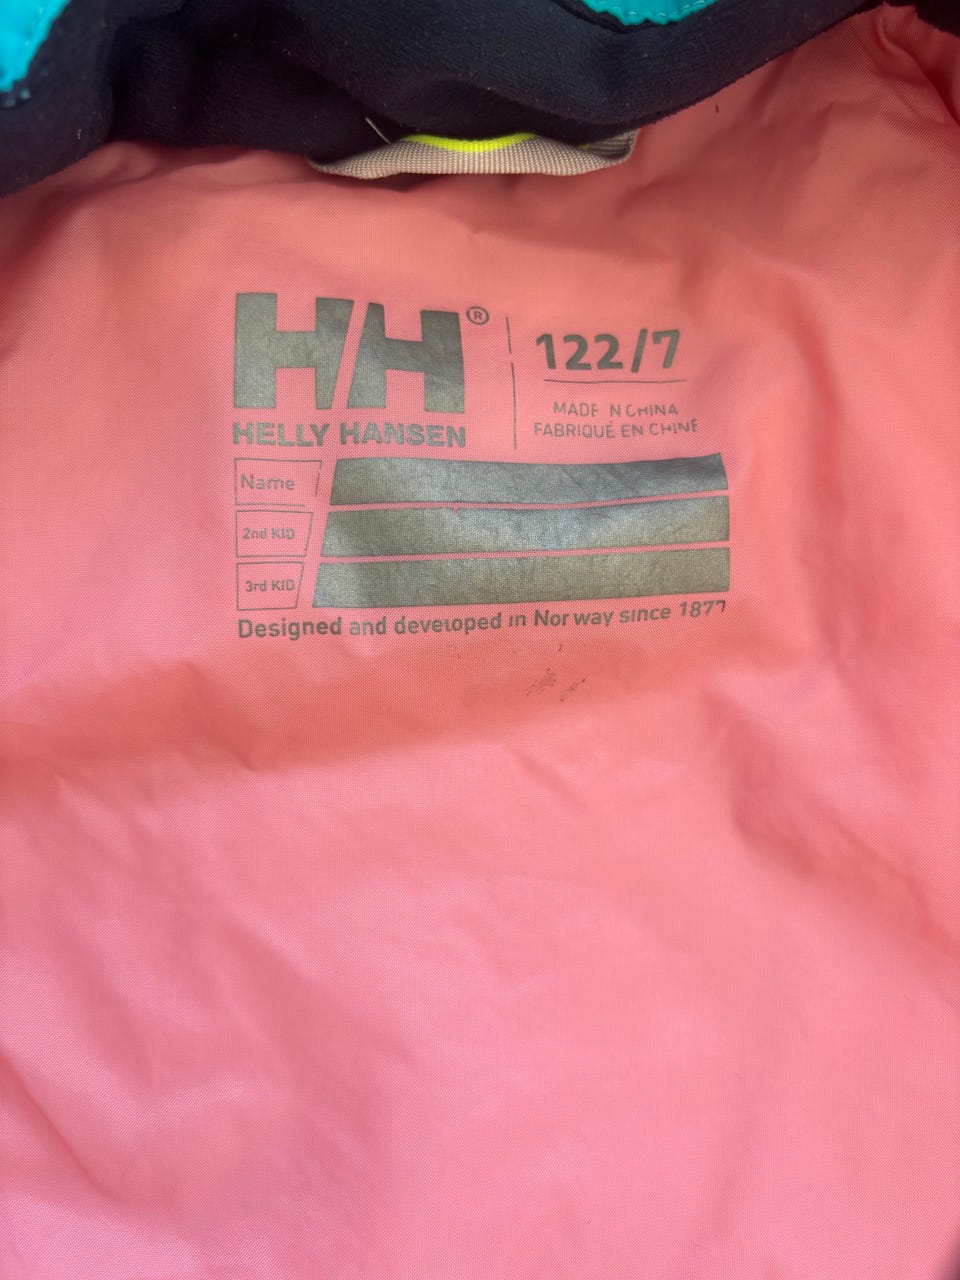 HH®
HELLY HANSEN
122/7
MADE IN CHINA
FABRIQUÉ EN CHINE
Name
2nd KID
3rd KID
Designed and developed in Norway since 1877